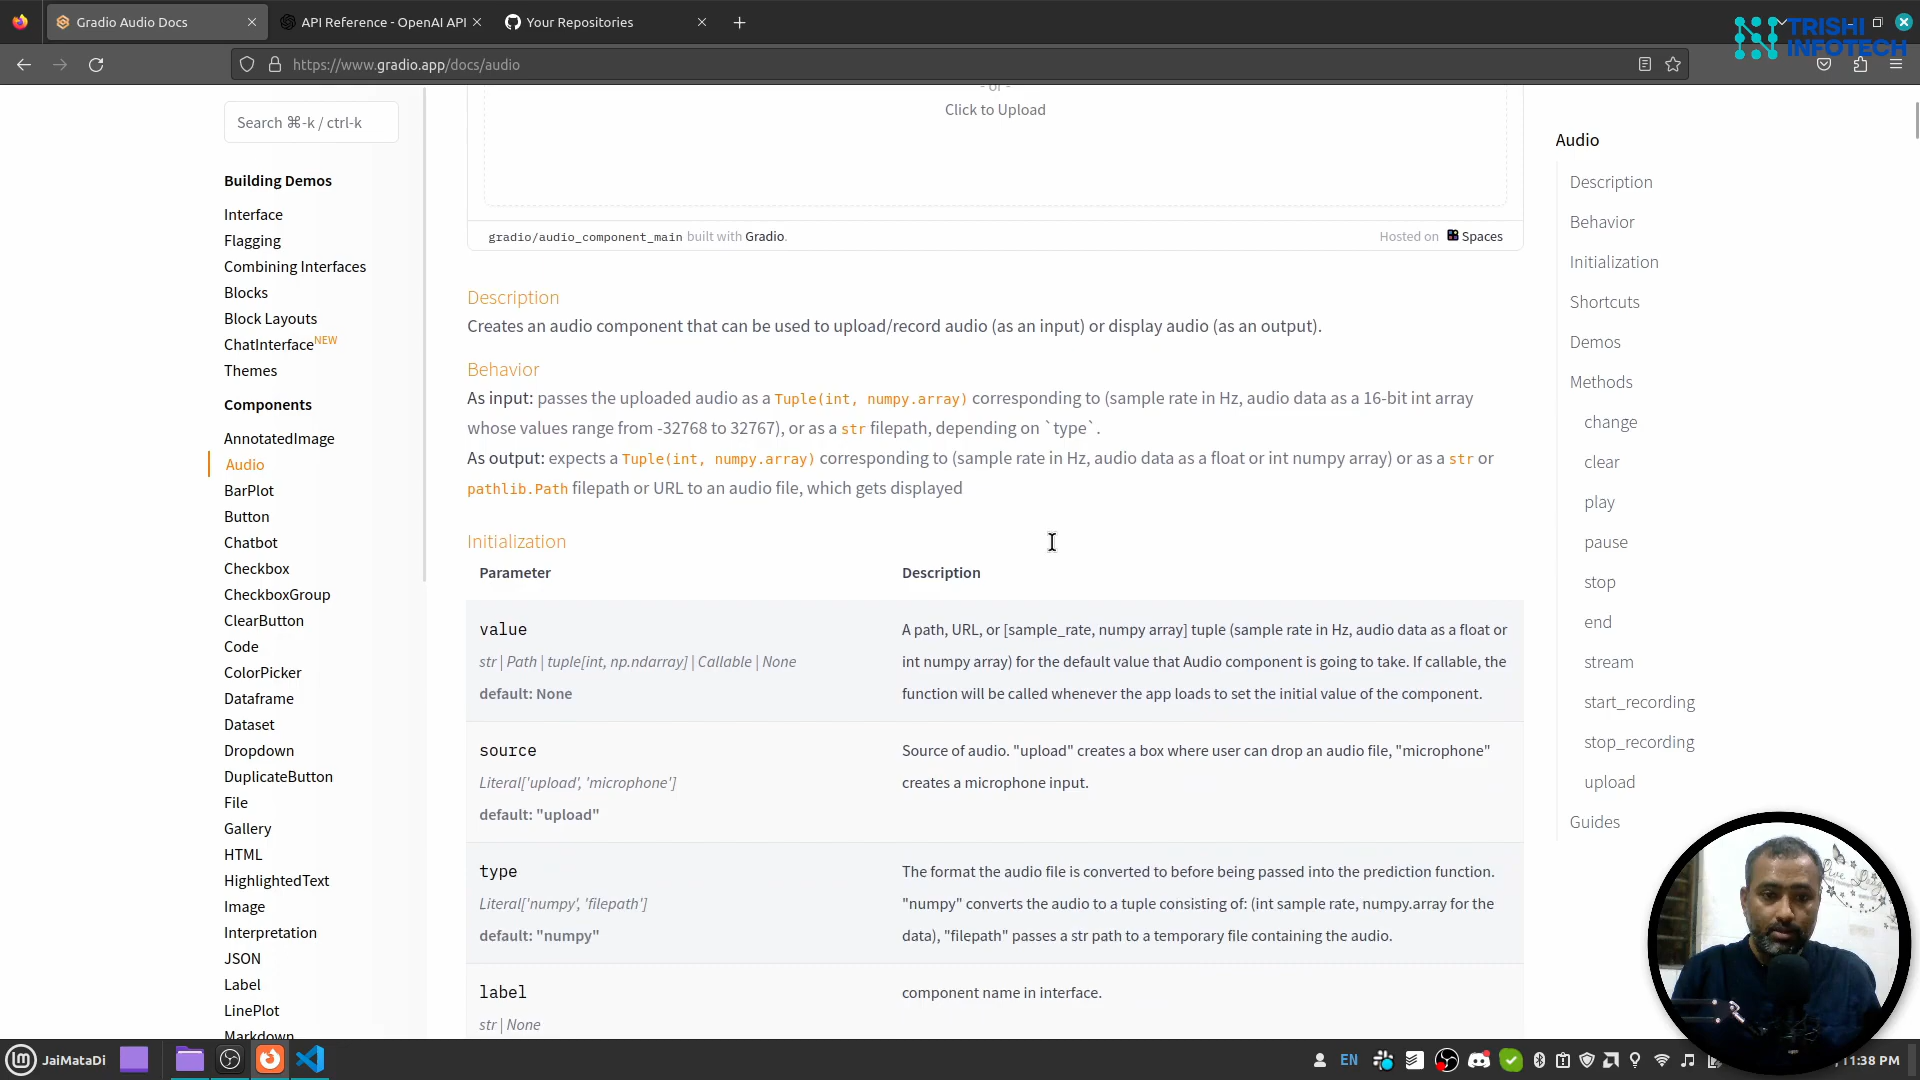 Gradio Audio Docs
API Reference - OpenAI API
Your Repositories
TRISHI
INFOTECH
https://www.gradio.app/docs/audio
Search ⌘-k / ctrl-k
Building Demos
Interface
Flagging
Combining Interfaces
Blocks
Block Layouts
ChatInterface NEW
Themes
Components
AnnotatedImage
Audio
BarPlot
Button
Chatbot
Checkbox
CheckboxGroup
ClearButton
Code
ColorPicker
Dataframe
Dataset
Dropdown
DuplicateButton
File
Gallery
HTML
HighlightedText
Image
Interpretation
JSON
Label
LinePlot
Markdown
- or -
Click to Upload
gradio/audio_component_main built with Gradio.
Hosted on Spaces
Description
Creates an audio component that can be used to upload/record audio (as an input) or display audio (as an output).
Behavior
As input: passes the uploaded audio as a Tuple(int, numpy.array) corresponding to (sample rate in Hz, audio data as a 16-bit int array
whose values range from -32768 to 32767), or as a str filepath, depending on `type`.
As output: expects a Tuple(int, numpy.array) corresponding to (sample rate in Hz, audio data as a float or int numpy array) or as a str or
pathlib.Path filepath or URL to an audio file, which gets displayed
Initialization
Parameter
Description
value
str | Path | tuple[int, np.ndarray] | Callable | None
default: None
A path, URL, or [sample_rate, numpy array] tuple (sample rate in Hz, audio data as a float or
int numpy array) for the default value that Audio component is going to take. If callable, the
function will be called whenever the app loads to set the initial value of the component.
source
Literal['upload', 'microphone']
default: "upload"
Source of audio. "upload" creates a box where user can drop an audio file, "microphone"
creates a microphone input.
type
Literal['numpy', 'filepath']
default: "numpy"
The format the audio file is converted to before being passed into the prediction function.
"numpy" converts the audio to a tuple consisting of: (int sample rate, numpy.array for the
data), "filepath" passes a str path to a temporary file containing the audio.
label
str | None
component name in interface.
Audio
Description
Behavior
Initialization
Shortcuts
Demos
Methods
change
clear
play
pause
stop
end
stream
start_recording
stop_recording
upload
Guides
JaiMataDi
EN
11:38 PM